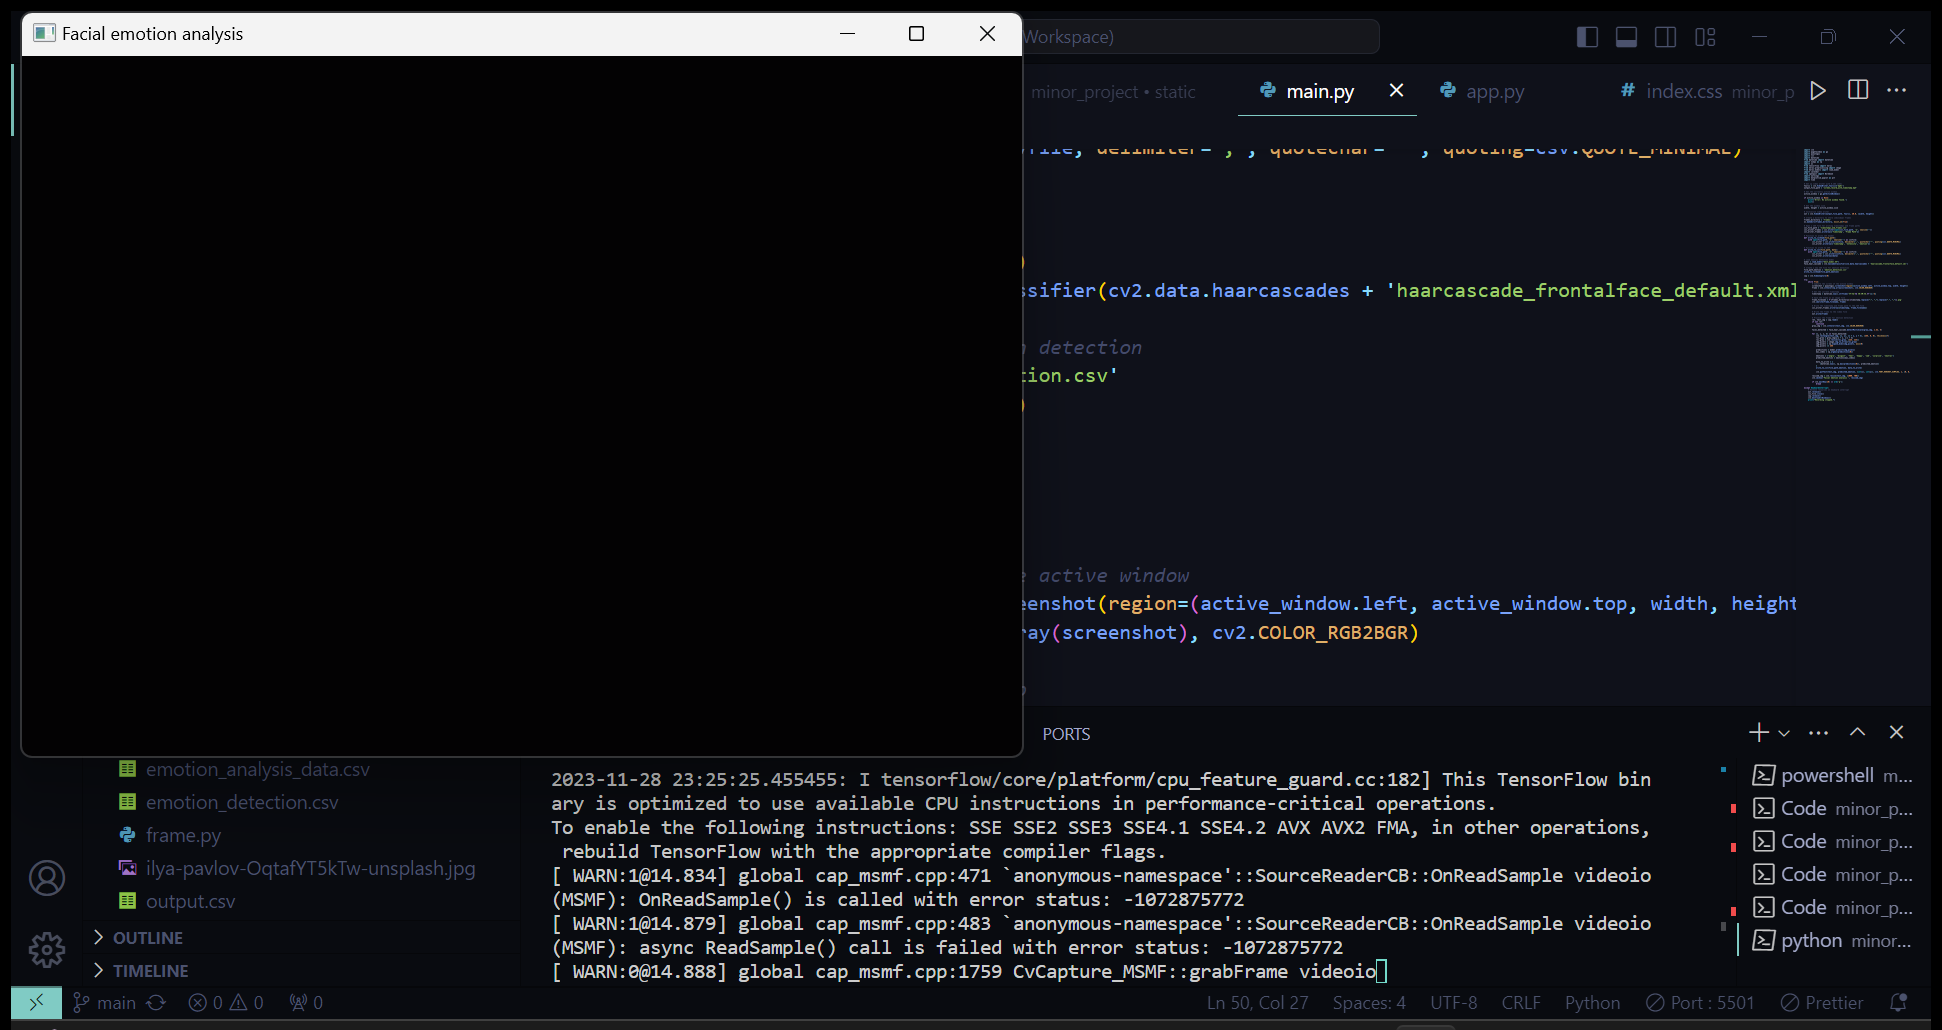 Facial emotion analysis
Workspace)
minor_project • static
main.py
app.py
# index.css minor_p
file, delimiter=',', quotechar=' ', quoting=csv.QUOTE_MINIMAL)
)
ssifier(cv2.data.haarcascades + 'haarcascade_frontalface_default.xml
detection
tion.csv'
)
active window
eenshot(region=(active_window.left, active_window.top, width, height
ray(screenshot), cv2.COLOR_RGB2BGR)
PORTS
emotion_analysis_data.csv
emotion_detection.csv
frame.py
ilya-pavlov-OqtafYT5kTw-unsplash.jpg
output.csv
OUTLINE
TIMELINE
2023-11-28 23:25:25.455455: I tensorflow/core/platform/cpu_feature_guard.cc:182] This TensorFlow bin
ary is optimized to use available CPU instructions in performance-critical operations.
To enable the following instructions: SSE SSE2 SSE3 SSE4.1 SSE4.2 AVX AVX2 FMA, in other operations,
rebuild TensorFlow with the appropriate compiler flags.
[ WARN:1@14.834] global cap_msmf.cpp:471 `anonymous-namespace'::SourceReaderCB::OnReadSample videoio
(MSMF): OnReadSample() is called with error status: -1072875772
[ WARN:1@14.879] global cap_msmf.cpp:483 `anonymous-namespace'::SourceReaderCB::OnReadSample videoio
(MSMF): async ReadSample() call is failed with error status: -1072875772
[ WARN:0@14.888] global cap_msmf.cpp:1759 CvCapture_MSMF::grabFrame videoio
powershell m...
Code minor_p...
Code minor_p...
Code minor_p...
Code minor_p...
python minor...
main
0 0
0
Ln 50, Col 27
Spaces: 4
UTF-8
CRLF
Python
Port : 5501
Prettier